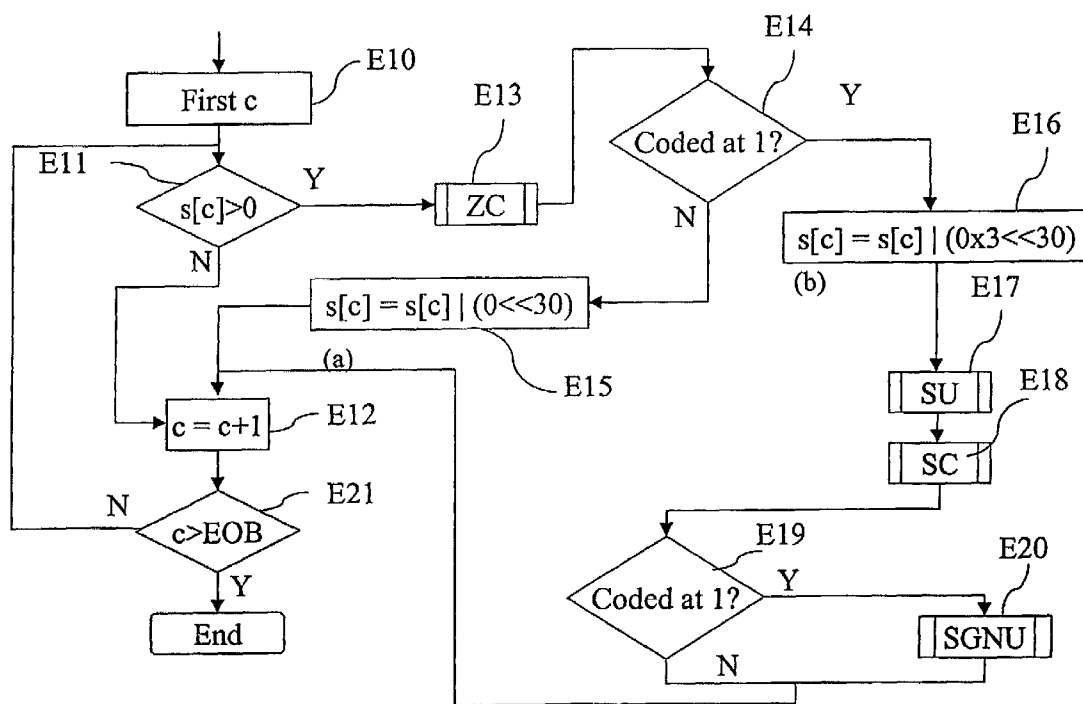 E10
First c
E11
s[c]>0
Y
N
E13
ZC
E14
Coded at 1?
Y
N
E16
s[c] = s[c] | (0x3<<30)
(b)
s[c] = s[c] | (0<<30)
(a)
E15
E17
SU
E18
SC
c = c+1
E12
E21
N
c>EOB
Y
End
E19
Coded at 1?
Y
N
E20
SGNU